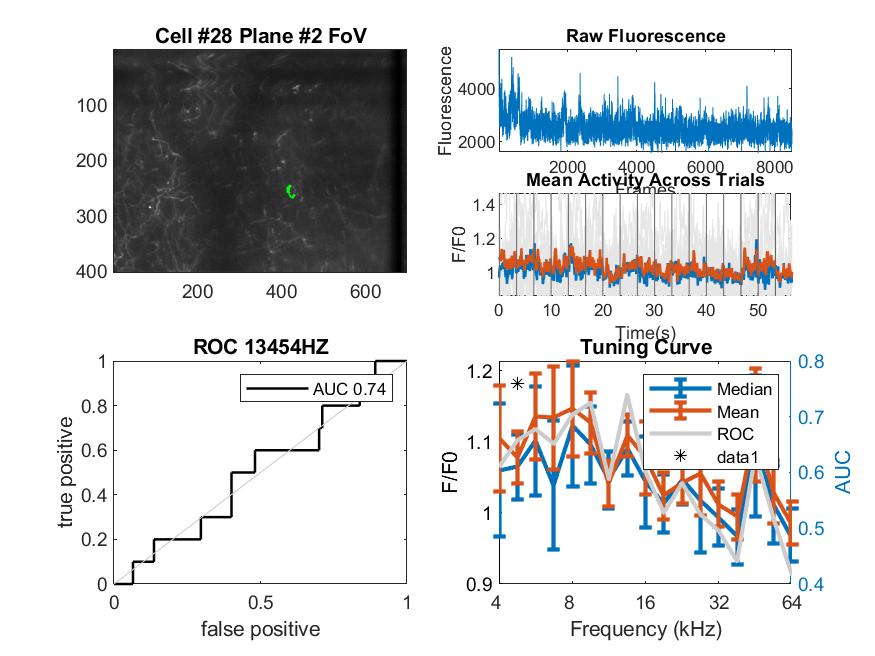 Cell #28 Plane #2 FoV
100
200
300
400
200
400
600
Raw Fluorescence
Fluorescence
4000
2000
2000
4000
6000
8000
Frames
Mean Activity Across Trials
F/F0
1.4
1.2
1
0
10
20
30
40
50
Time(s)
ROC 13454HZ
true positive
1
0.8
0.6
0.4
0.2
0
AUC 0.74
0
0.5
1
false positive
Tuning Curve
F/F0
1.2
1.1
1
0.9
Median
Mean
ROC
data1
0.8
0.7
0.6
0.5
0.4
AUC
4
8
16
32
64
Frequency (kHz)